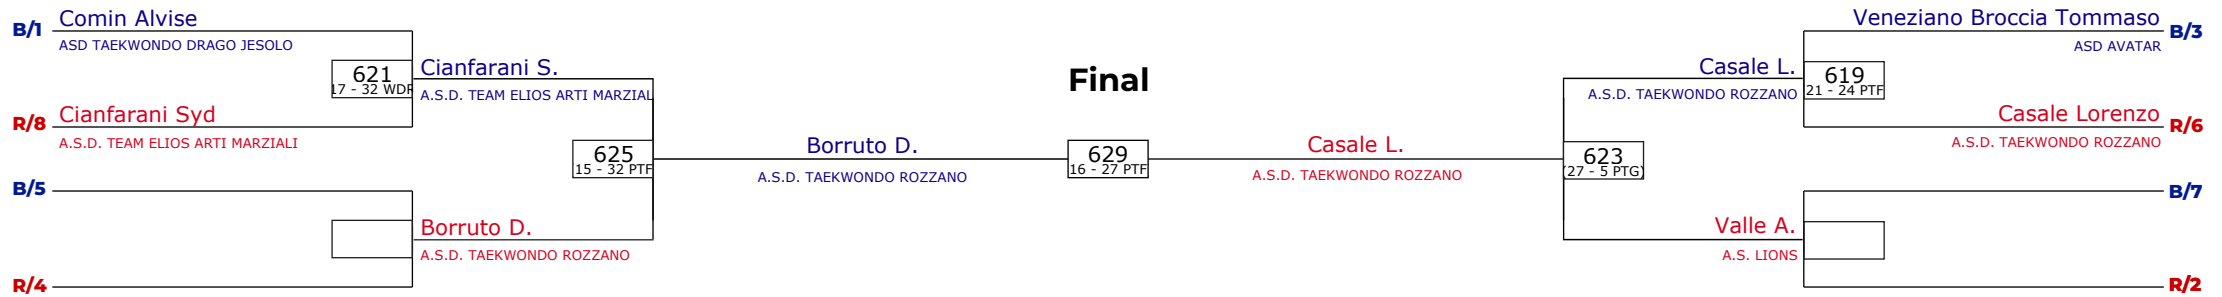 B/1
Comin Alvise
ASD TAEKWONDO DRAGO JESOLO
621
17 - 32 WDR
R/8
Cianfarani Syd
A.S.D. TEAM ELIOS ARTI MARZIALI
B/5
R/4
Cianfarani S.
A.S.D. TEAM ELIOS ARTI MARZIAL
625
15 - 32 PTF
Borruto D.
A.S.D. TAEKWONDO ROZZANO
Borruto D.
A.S.D. TAEKWONDO ROZZANO
Final
629
16 - 27 PTF
Casale L.
A.S.D. TAEKWONDO ROZZANO
623
(27 - 5 PTG)
Casale L.
A.S.D. TAEKWONDO ROZZANO
Valle A.
A.S. LIONS
Veneziano Broccia Tommaso
B/3
ASD AVATAR
619
21 - 24 PTF
Casale Lorenzo
R/6
A.S.D. TAEKWONDO ROZZANO
B/7
R/2